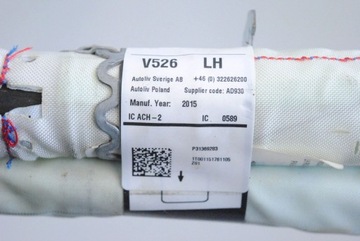 V526 LH
Autoliv Sverige AB +46 (0) 322626200
Autoliv Poland Supplier code: AD930
Manuf. Year: 2015
IC ACH-2 IC 0589
P31389293